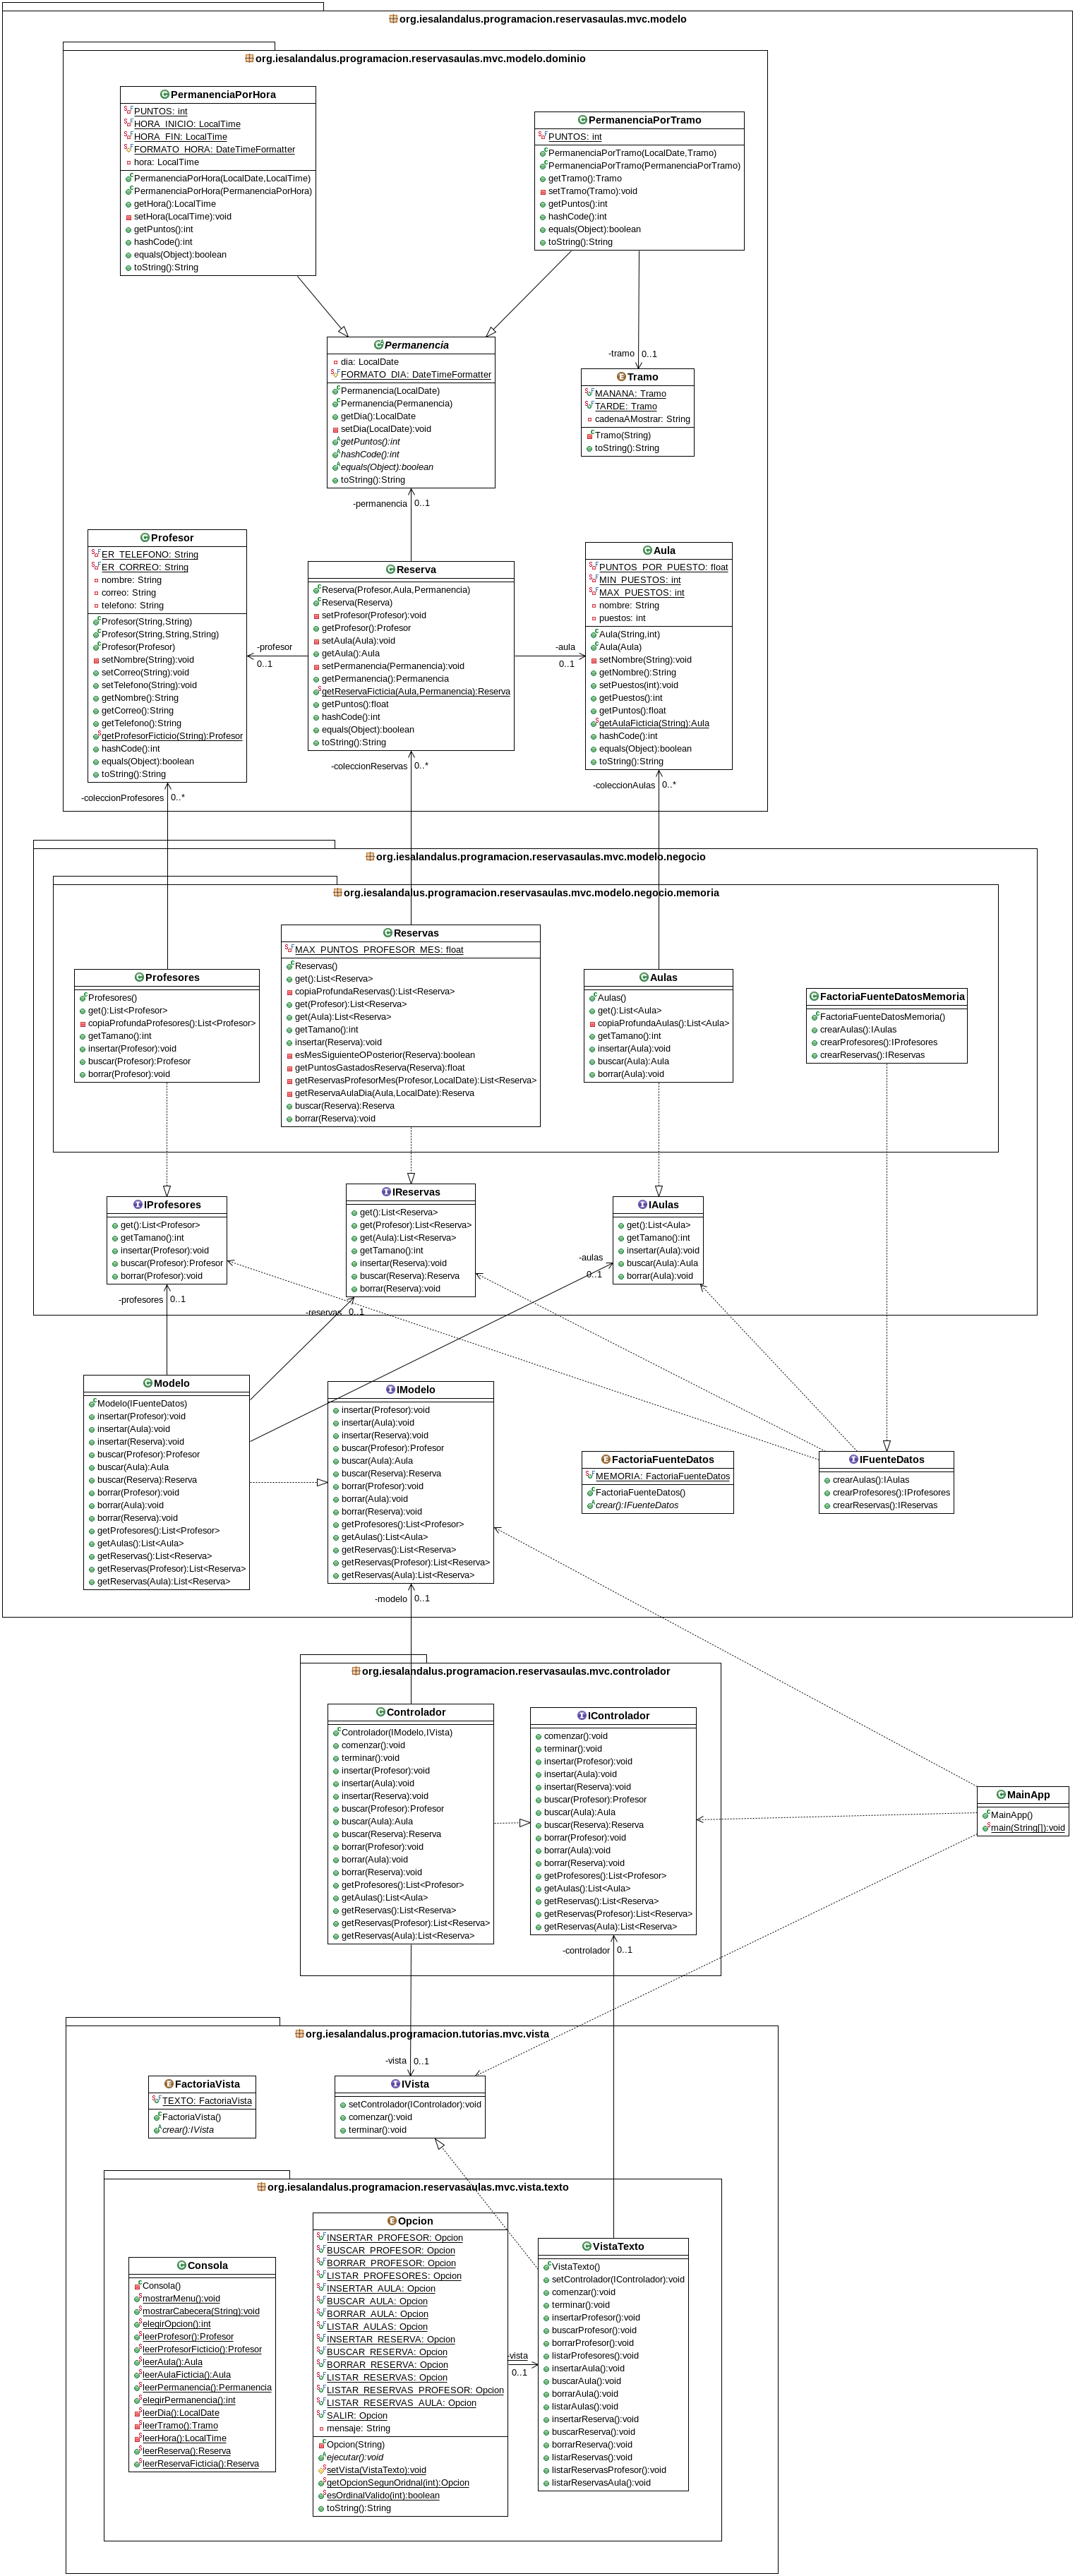 org.iesalandalus.programacion.reservasaulas.mvc.modelo
org.iesalandalus.programacion.reservasaulas.mvc.modelo.dominio
PermanenciaPorHora
PUNTOS: int
HORA_INICIO: LocalTime
HORA_FIN: LocalTime
FORMATO_HORA: DateTimeFormatter
hora: LocalTime
PermanenciaPorHora(LocalDate,LocalTime)
PermanenciaPorHora(PermanenciaPorHora)
getHora():LocalTime
setHora(LocalTime):void
getPuntos():int
hashCode():int
equals(Object):boolean
toString():String
PermanenciaPorTramo
PUNTOS: int
PermanenciaPorTramo(LocalDate,Tramo)
PermanenciaPorTramo(PermanenciaPorTramo)
getTramo():Tramo
setTramo(Tramo):void
getPuntos():int
hashCode():int
equals(Object):boolean
toString():String
Permanencia
dia: LocalDate
FORMATO_DIA: DateTimeFormatter
Permanencia(LocalDate)
Permanencia(Permanencia)
getDia():LocalDate
setDia(LocalDate):void
getPuntos():int
hashCode():int
equals(Object):boolean
toString():String
-tramo 0..1
Tramo
MANANA: Tramo
TARDE: Tramo
cadenaAMostrar: String
Tramo(String)
toString():String
-permanencia 0..1
Profesor
ER_TELEFONO: String
ER_CORREO: String
nombre: String
correo: String
telefono: String
Profesor(String,String)
Profesor(String,String,String)
Profesor(Profesor)
setNombre(String):void
setCorreo(String):void
setTelefono(String):void
getNombre():String
getCorreo():String
getTelefono():String
getProfesorFicticio(String):Profesor
hashCode():int
equals(Object):boolean
toString():String
-profesor
0..1
Reserva
Reserva(Profesor,Aula,Permanencia)
Reserva(Reserva)
setProfesor(Profesor):void
getProfesor():Profesor
setAula(Aula):void
getAula():Aula
setPermanencia(Permanencia):void
getPermanencia():Permanencia
getReservaFicticia(Aula,Permanencia):Reserva
getPuntos():float
hashCode():int
equals(Object):boolean
toString():String
-aula
0..1
Aula
PUNTOS_POR_PUESTO: float
MIN_PUESTOS: int
MAX_PUESTOS: int
nombre: String
puestos: int
Aula(String,int)
Aula(Aula)
setNombre(String):void
getNombre():String
setPuestos(int):void
getPuestos():int
getPuntos():float
getAulaFicticia(String):Aula
hashCode():int
equals(Object):boolean
toString():String
-coleccionProfesores 0..*
-coleccionReservas 0..*
-coleccionAulas 0..*
org.iesalandalus.programacion.reservasaulas.mvc.modelo.negocio
org.iesalandalus.programacion.reservasaulas.mvc.modelo.negocio.memoria
Profesores
Profesores()
get():List<Profesor>
copiaProfundaProfesores():List<Profesor>
getTamano():int
insertar(Profesor):void
buscar(Profesor):Profesor
borrar(Profesor):void
Reservas
MAX_PUNTOS_PROFESOR_MES: float
Reservas()
get():List<Reserva>
copiaProfundaReservas():List<Reserva>
get(Profesor):List<Reserva>
get(Aula):List<Reserva>
getTamano():int
insertar(Reserva):void
esMesSiguienteOPosterior(Reserva):boolean
getPuntosGastadosReserva(Reserva):float
getReservasProfesorMes(Profesor,LocalDate):List<Reserva>
getReservaAulaDia(Aula,LocalDate):Reserva
buscar(Reserva):Reserva
borrar(Reserva):void
Aulas
Aulas()
get():List<Aula>
copiaProfundaAulas():List<Aula>
getTamano():int
insertar(Aula):void
buscar(Aula):Aula
borrar(Aula):void
FactoriaFuenteDatosMemoria
FactoriaFuenteDatosMemoria()
crearAulas():IAulas
crearProfesores():IProfesores
crearReservas():IReservas
IProfesores
get():List<Profesor>
getTamano():int
insertar(Profesor):void
buscar(Profesor):Profesor
borrar(Profesor):void
IReservas
get():List<Reserva>
get(Profesor):List<Reserva>
get(Aula):List<Reserva>
getTamano():int
insertar(Reserva):void
buscar(Reserva):Reserva
borrar(Reserva):void
IAulas
get():List<Aula>
getTamano():int
insertar(Aula):void
buscar(Aula):Aula
borrar(Aula):void
-aulas
0..1
-profesores 0..1
-reservas 0..1
Modelo
Modelo(IFuenteDatos)
insertar(Profesor):void
insertar(Aula):void
insertar(Reserva):void
buscar(Profesor):Profesor
buscar(Aula):Aula
buscar(Reserva):Reserva
borrar(Profesor):void
borrar(Aula):void
borrar(Reserva):void
getProfesores():List<Profesor>
getAulas():List<Aula>
getReservas():List<Reserva>
getReservas(Profesor):List<Reserva>
getReservas(Aula):List<Reserva>
IModelo
insertar(Profesor):void
insertar(Aula):void
insertar(Reserva):void
buscar(Profesor):Profesor
buscar(Aula):Aula
buscar(Reserva):Reserva
borrar(Profesor):void
borrar(Aula):void
borrar(Reserva):void
getProfesores():List<Profesor>
getAulas():List<Aula>
getReservas():List<Reserva>
getReservas(Profesor):List<Reserva>
getReservas(Aula):List<Reserva>
FactoriaFuenteDatos
MEMORIA: FactoriaFuenteDatos
FactoriaFuenteDatos()
crear():IFuenteDatos
IFuenteDatos
crearAulas():IAulas
crearProfesores():IProfesores
crearReservas():IReservas
-modelo 0..1
org.iesalandalus.programacion.reservasaulas.mvc.controlador
Controlador
Controlador(IModelo,IVista)
comenzar():void
terminar():void
insertar(Profesor):void
insertar(Aula):void
insertar(Reserva):void
buscar(Profesor):Profesor
buscar(Aula):Aula
buscar(Reserva):Reserva
borrar(Profesor):void
borrar(Aula):void
borrar(Reserva):void
getProfesores():List<Profesor>
getAulas():List<Aula>
getReservas():List<Reserva>
getReservas(Profesor):List<Reserva>
getReservas(Aula):List<Reserva>
IControlador
comenzar():void
terminar():void
insertar(Profesor):void
insertar(Aula):void
insertar(Reserva):void
buscar(Profesor):Profesor
buscar(Aula):Aula
buscar(Reserva):Reserva
borrar(Profesor):void
borrar(Aula):void
borrar(Reserva):void
getProfesores():List<Profesor>
getAulas():List<Aula>
getReservas():List<Reserva>
getReservas(Profesor):List<Reserva>
getReservas(Aula):List<Reserva>
MainApp
MainApp()
main(String[]):void
-controlador 0..1
org.iesalandalus.programacion.tutorias.mvc.vista
-vista 0..1
FactoriaVista
TEXTO: FactoriaVista
FactoriaVista()
crear():IVista
IVista
setControlador(IControlador):void
comenzar():void
terminar():void
org.iesalandalus.programacion.reservasaulas.mvc.vista.texto
Consola
Consola()
mostrarMenu():void
mostrarCabecera(String):void
elegirOpcion():int
leerProfesor():Profesor
leerProfesorFicticio():Profesor
leerAula():Aula
leerAulaFicticia():Aula
leerPermanencia():Permanencia
elegirPermanencia():int
leerDia():LocalDate
leerTramo():Tramo
leerHora():LocalTime
leerReserva():Reserva
leerReservaFicticia():Reserva
Opcion
INSERTAR_PROFESOR: Opcion
BUSCAR_PROFESOR: Opcion
BORRAR_PROFESOR: Opcion
LISTAR_PROFESORES: Opcion
INSERTAR_AULA: Opcion
BUSCAR_AULA: Opcion
BORRAR_AULA: Opcion
LISTAR_AULAS: Opcion
INSERTAR_RESERVA: Opcion
BUSCAR_RESERVA: Opcion
BORRAR_RESERVA: Opcion
LISTAR_RESERVAS: Opcion
LISTAR_RESERVAS_PROFESOR: Opcion
LISTAR_RESERVAS_AULA: Opcion
SALIR: Opcion
mensaje: String
Opcion(String)
ejecutar():void
setVista(VistaTexto):void
getOpcionSegunOridnal(int):Opcion
esOrdinalValido(int):boolean
toString():String
-vista
0..1
VistaTexto
VistaTexto()
setControlador(IControlador):void
comenzar():void
terminar():void
insertarProfesor():void
buscarProfesor():void
borrarProfesor():void
listarProfesores():void
insertarAula():void
buscarAula():void
borrarAula():void
listarAulas():void
insertarReserva():void
buscarReserva():void
borrarReserva():void
listarReservas():void
listarReservasProfesor():void
listarReservasAula():void